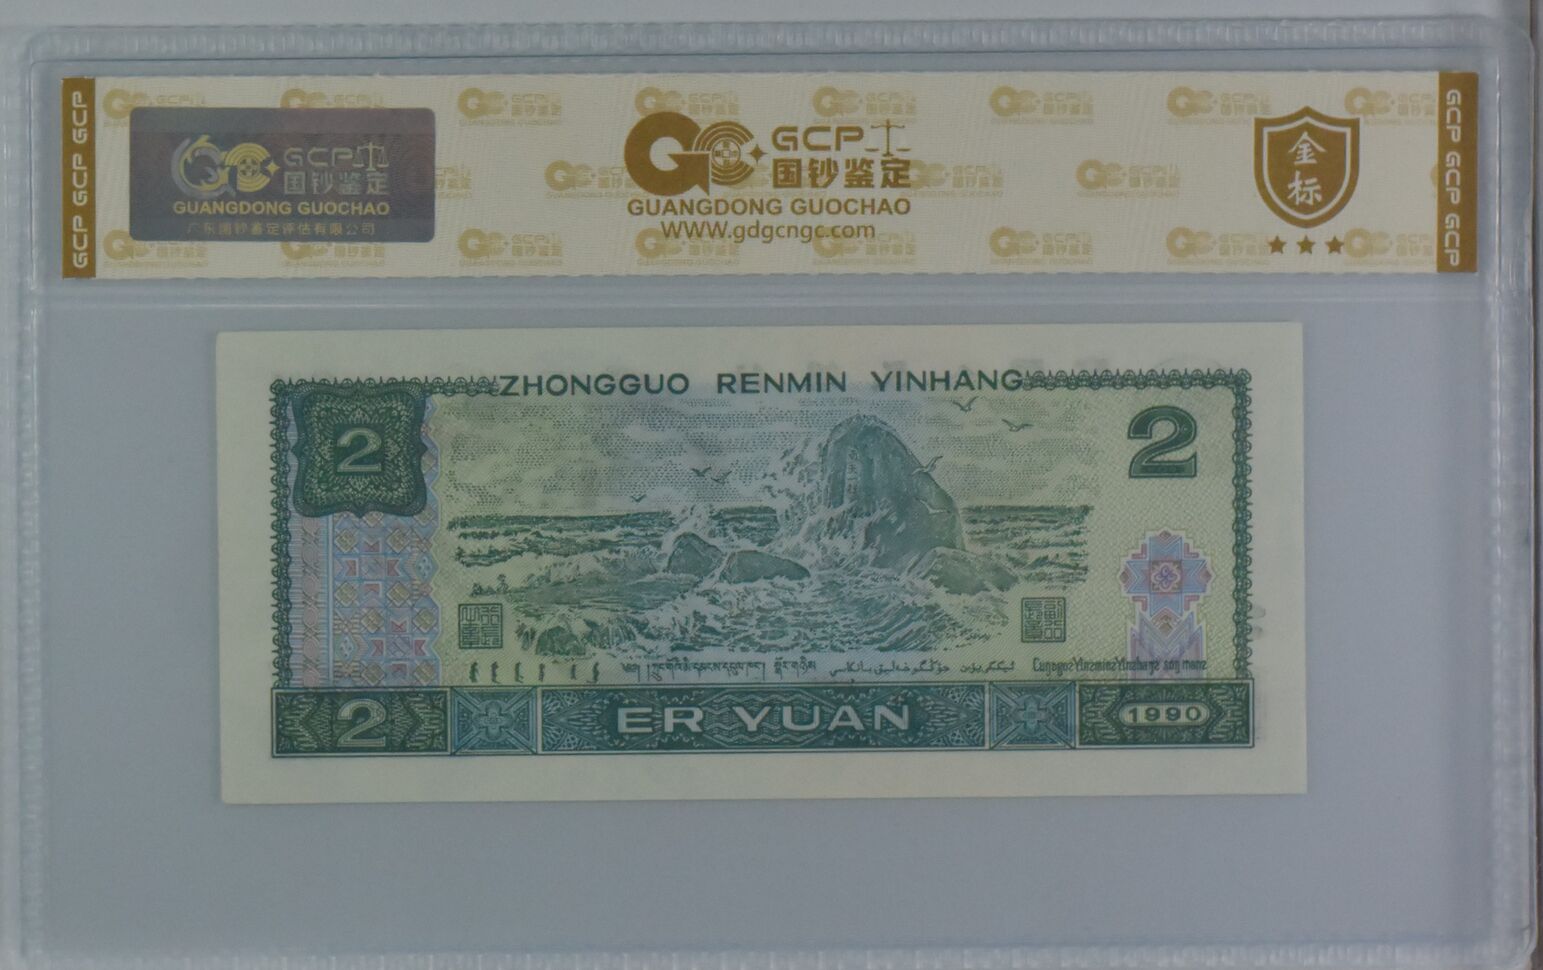 GCP GCP GCP
GCP
国钞鉴定
GUANGDONG GUOCHAO
广东国钞鉴定评估有限公司
GCP
国钞鉴定
GUANGDONG GUOCHAO
WWW.gdgcngc.com
金
标
GCP GCP GCP
ZHONGGUO RENMIN YINHANG
2
2
2
ER YUAN
1990